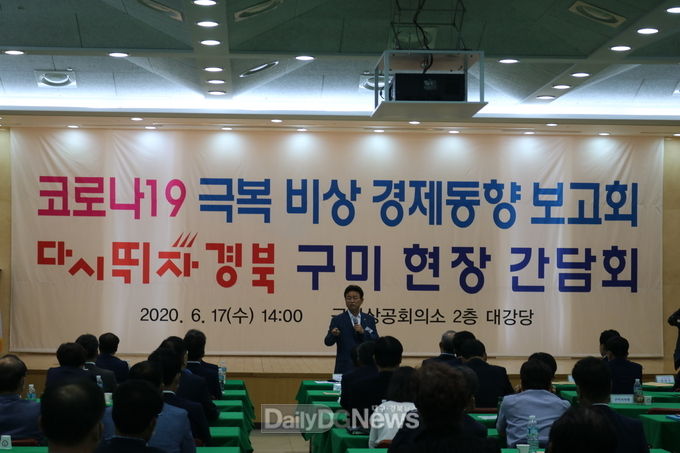 코로나19 극복 비상 경제동향 보고회
다시 뛰자 경북 구미 현장 간담회
2020. 6. 17(수) 14:00 상공회의소 2층 대강당
DailyDGNews